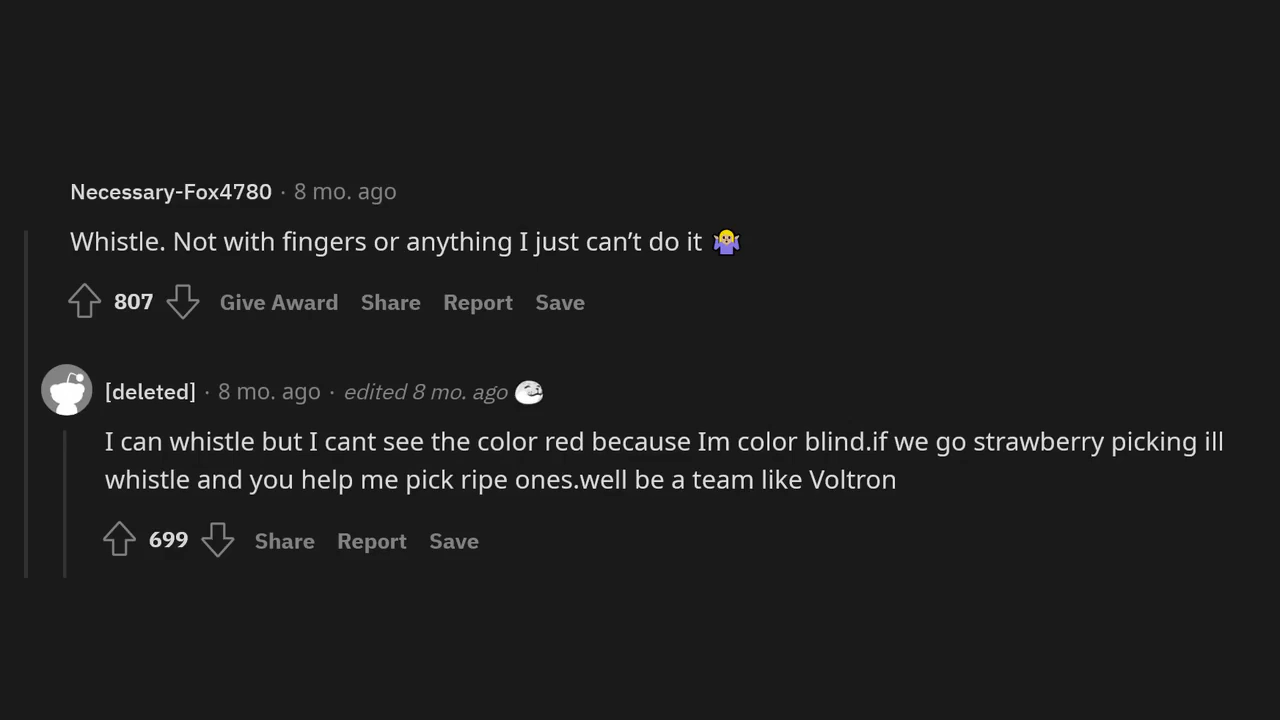 Necessary-Fox4780 · 8 mo. ago
Whistle. Not with fingers or anything I just can’t do it 🤷‍♀️
807 Give Award Share Report Save
[deleted] · 8 mo. ago · edited 8 mo. ago
I can whistle but I cant see the color red because Im color blind.if we go strawberry picking ill
whistle and you help me pick ripe ones.well be a team like Voltron
699 Share Report Save